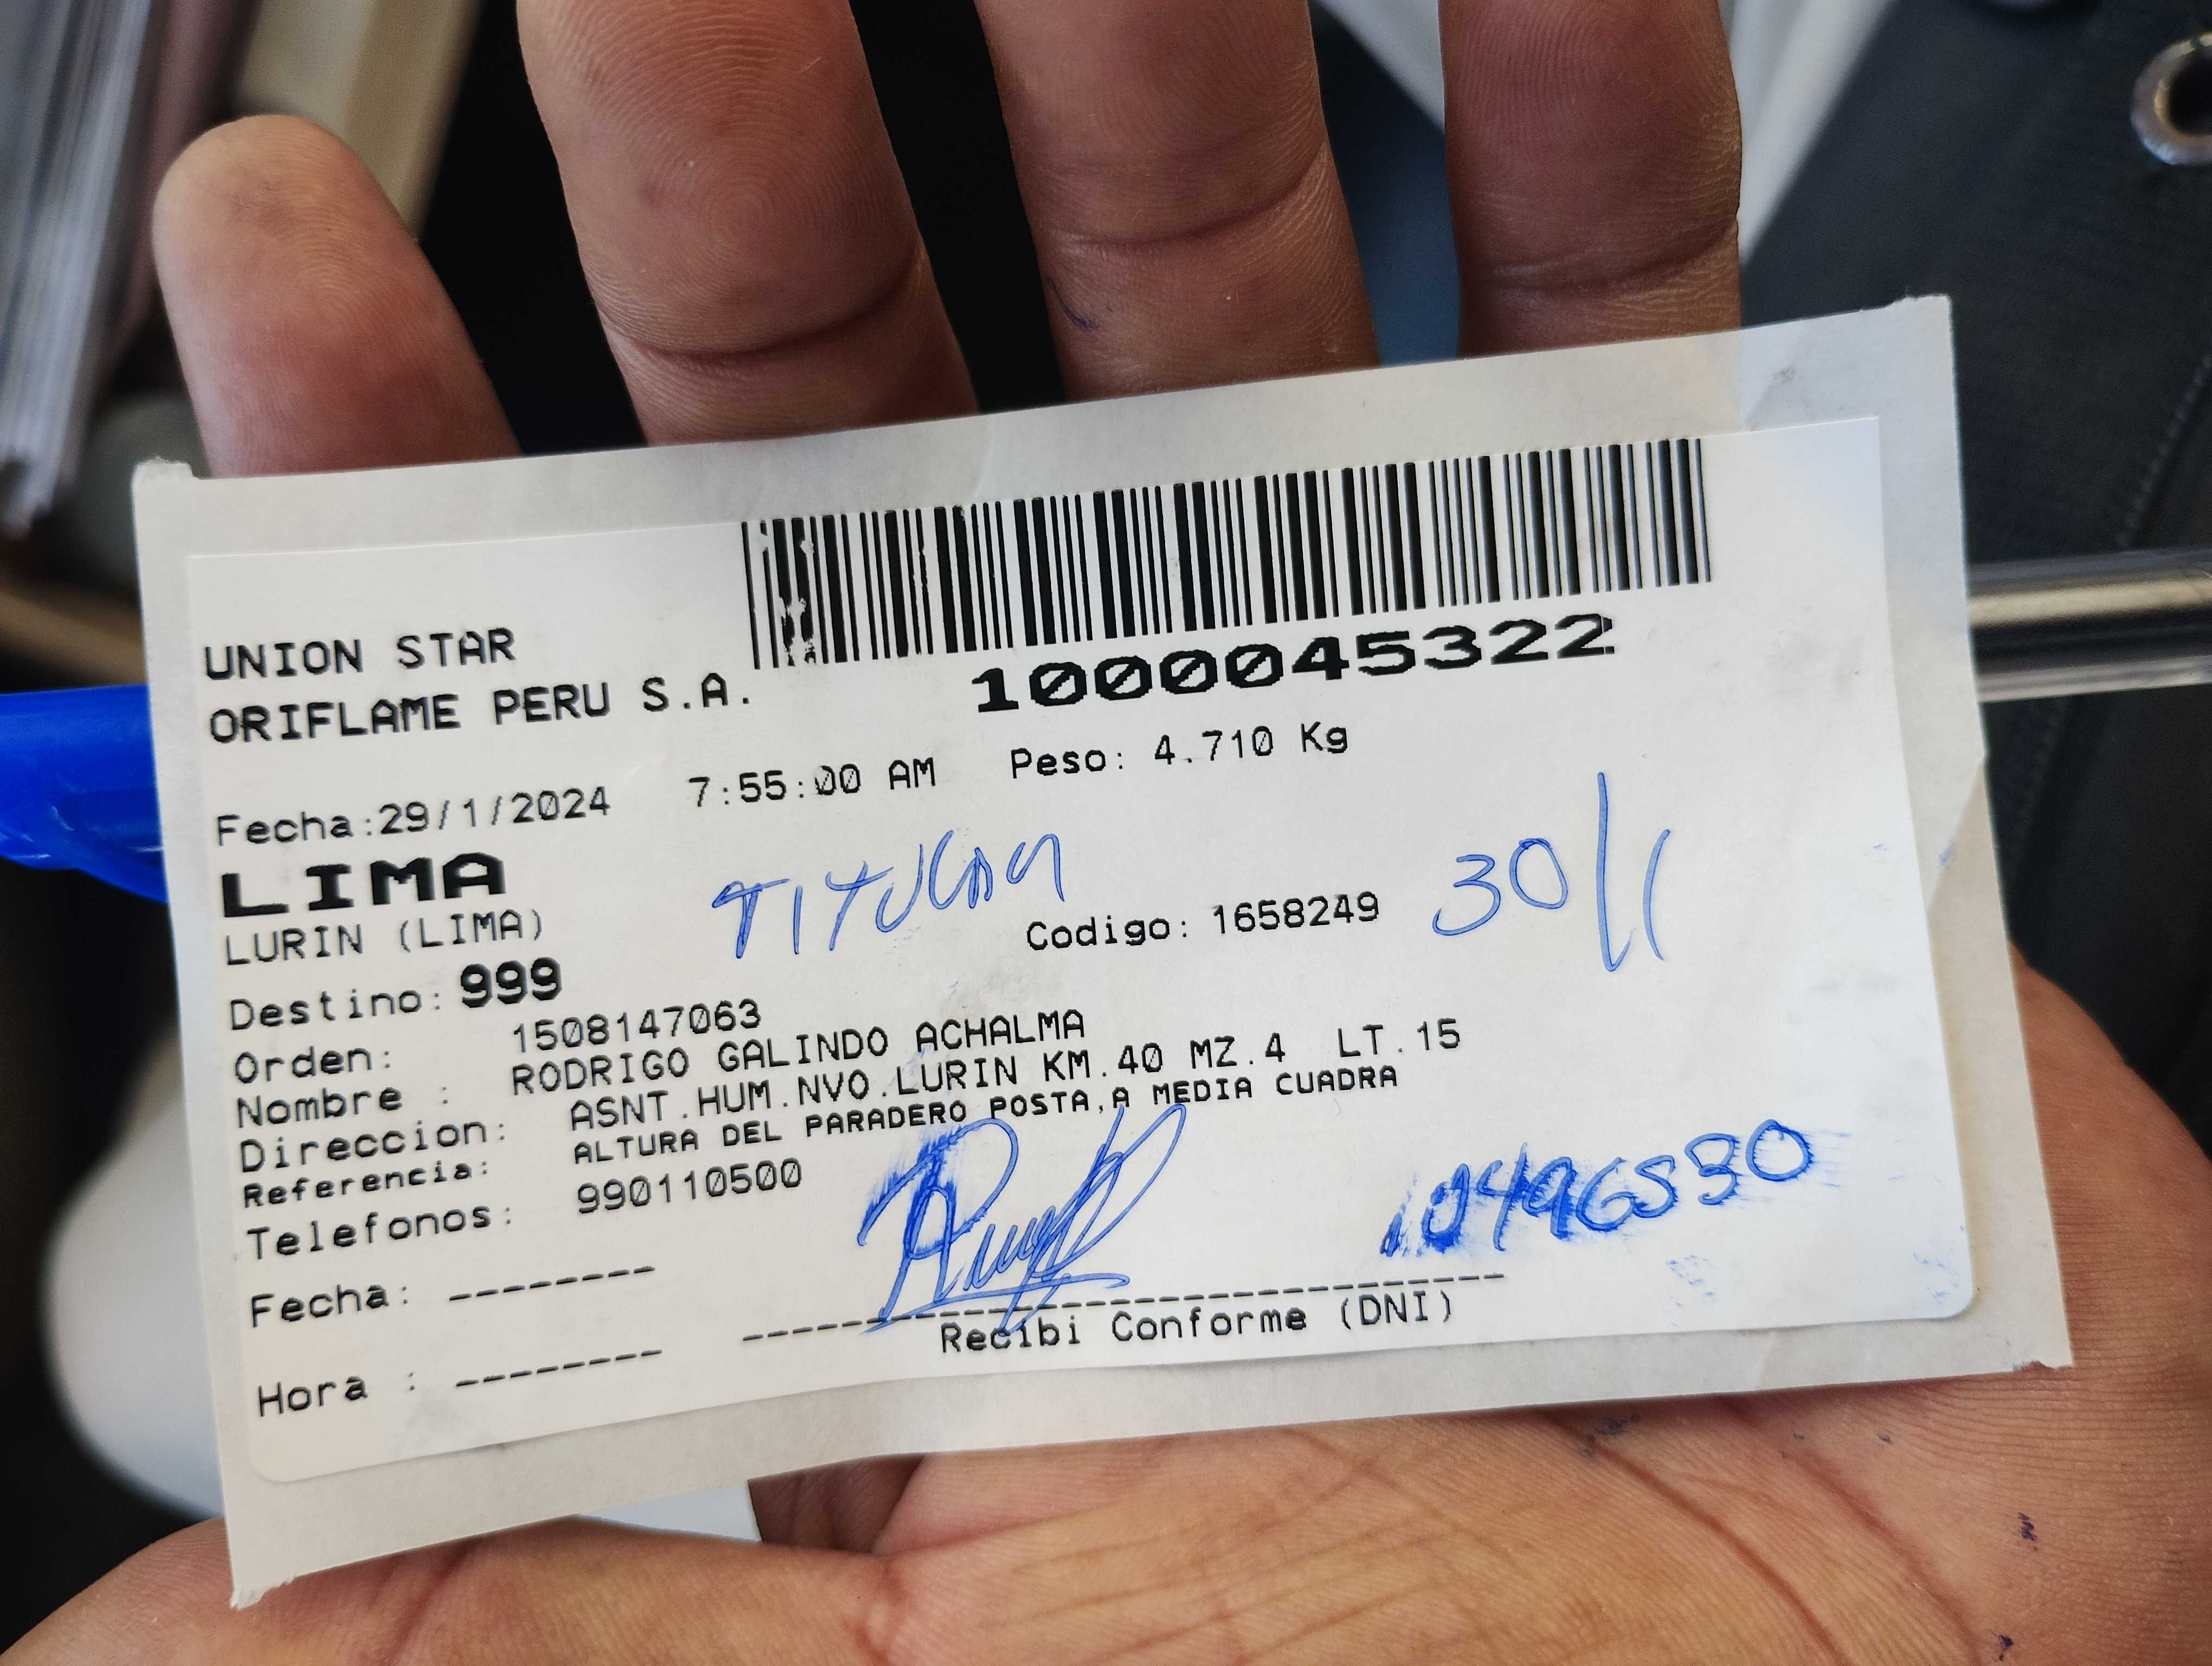 UNION STAR
ORIFLAME PERU S.A.
1000045322
Fecha:29/1/2024 7:55:00 AM Peso: 4.710 Kg
LIMA
TITULAR
LURIN (LIMA)
Codigo: 1658249
30/1
Destino: 999
Orden: 1508147063
Nombre : RODRIGO GALINDO ACHALMA
Direccion: ASNT.HUM.NVO.LURIN KM.40 MZ.4 LT.15
Referencia: ALTURA DEL PARADERO POSTA,A MEDIA CUADRA
Telefonos: 990110500
Fecha: --------
Hora : --------
Recibi Conforme (DNI)